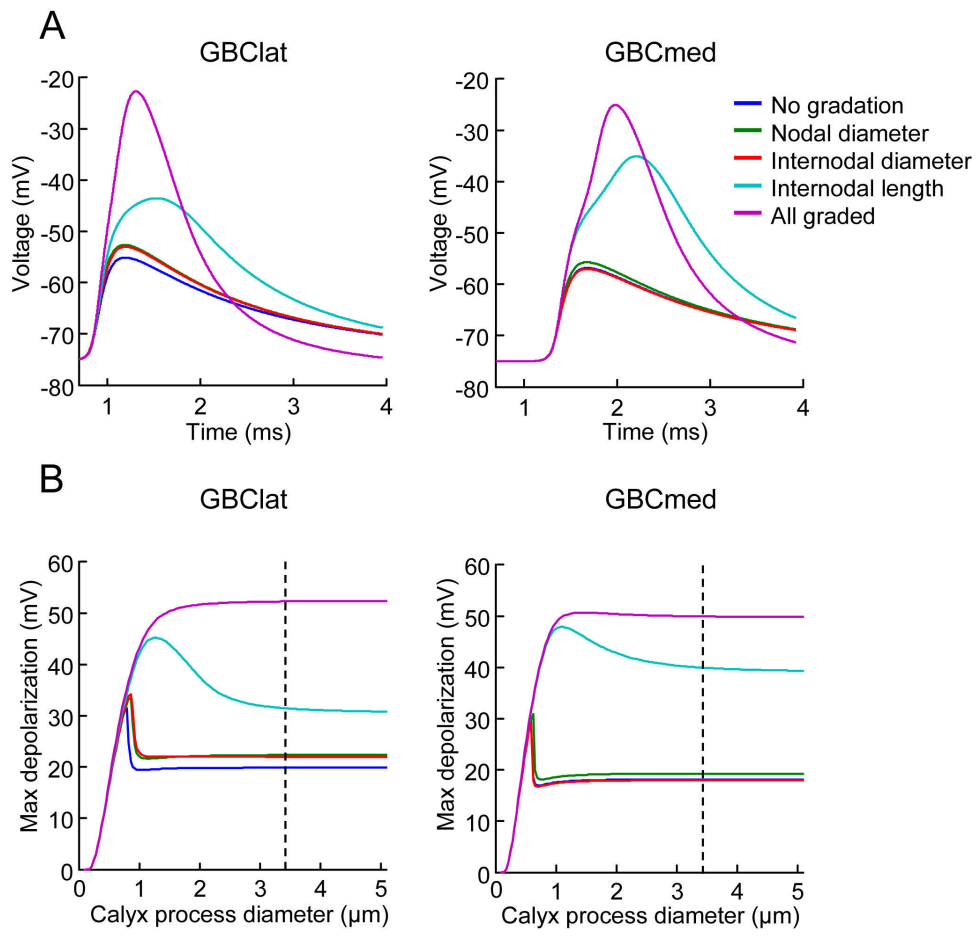 A
GBClat
GBCmed
Voltage (mV)
-20
-30
-40
-50
-60
-70
-80
1
2
3
4
Time (ms)
Voltage (mV)
-20
-30
-40
-50
-60
-70
-80
1
2
3
4
Time (ms)
No gradation
Nodal diameter
Internodal diameter
Internodal length
All graded
B
GBClat
GBCmed
Max depolarization (mV)
60
50
40
30
20
10
0
0
1
2
3
4
5
Calyx process diameter (μm)
Max depolarization (mV)
60
50
40
30
20
10
0
0
1
2
3
4
5
Calyx process diameter (μm)